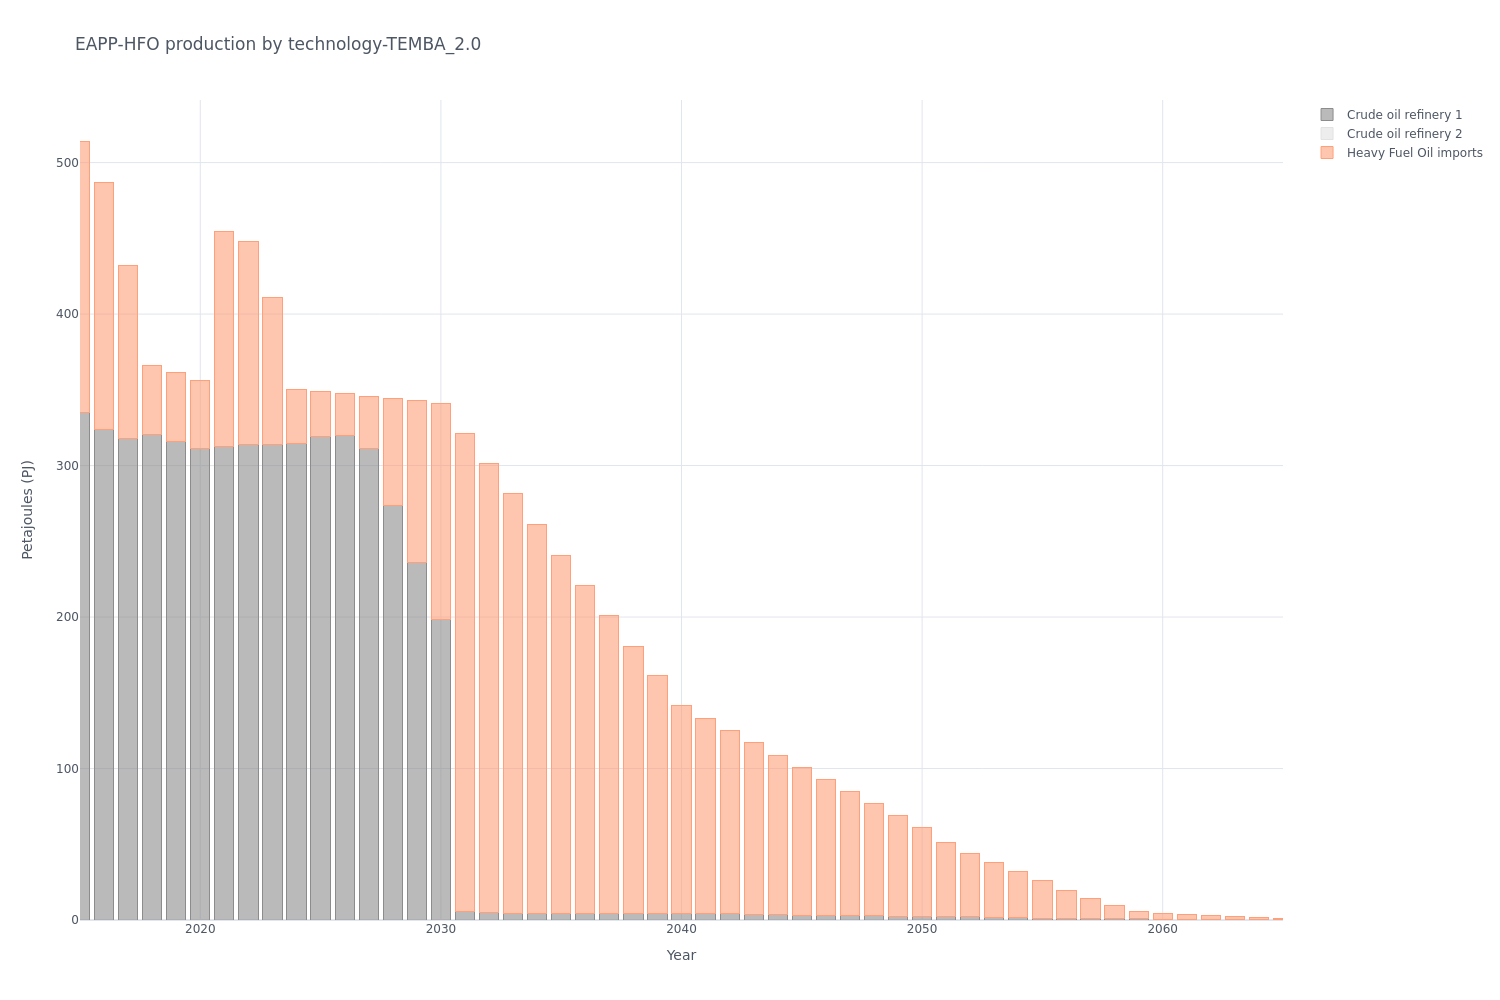 EAPP-HFO production by technology-TEMBA_2.0
Crude oil refinery 1
Crude oil refinery 2
Heavy Fuel Oil imports
Petajoules (PJ)
500
400
300
200
100
0
2020
2030
2040
2050
2060
Year